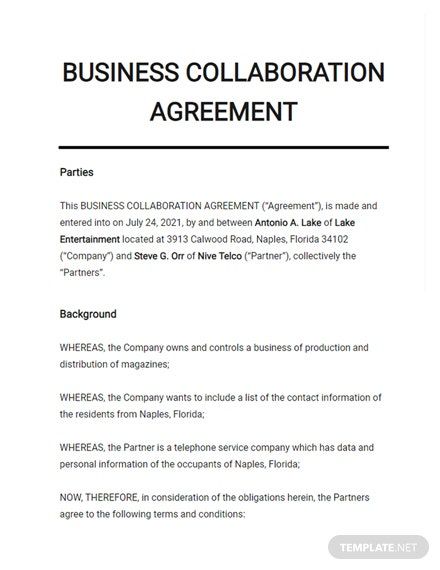 BUSINESS COLLABORATION
AGREEMENT
Parties
This BUSINESS COLLABORATION AGREEMENT (“Agreement”), is made and
entered into on July 24, 2021, by and between Antonio A. Lake of Lake
Entertainment located at 3913 Calwood Road, Naples, Florida 34102
(“Company”) and Steve G. Orr of Nive Telco (“Partner”), collectively the
“Partners”.
Background
WHEREAS, the Company owns and controls a business of production and
distribution of magazines;
WHEREAS, the Company wants to include a list of the contact information of
the residents from Naples, Florida;
WHEREAS, the Partner is a telephone service company which has data and
personal information of the occupants of Naples, Florida;
NOW, THEREFORE, in consideration of the obligations herein, the Partners
agree to the following terms and conditions:
TEMPLATE.NET